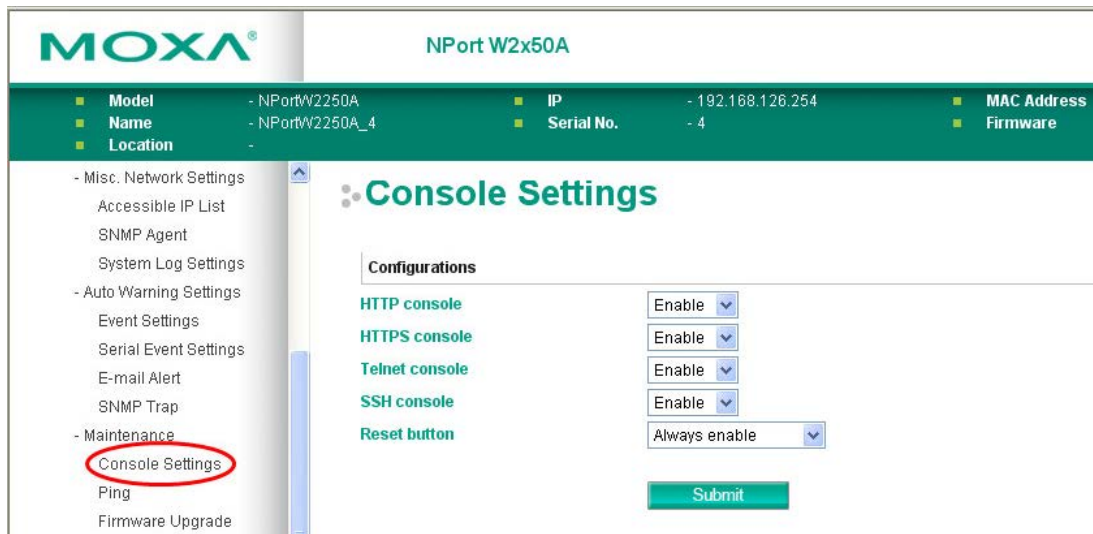 MOXA®
NPort W2x50A
Model - NPortW2250A IP - 192.168.126.254 MAC Address
Name - NPortW2250A_4 Serial No. - 4 Firmware
Location -
- Misc. Network Settings
Accessible IP List
SNMP Agent
System Log Settings
- Auto Warning Settings
Event Settings
Serial Event Settings
E-mail Alert
SNMP Trap
- Maintenance
Console Settings
Ping
Firmware Upgrade
Console Settings
Configurations
HTTP console Enable
HTTPS console Enable
Telnet console Enable
SSH console Enable
Reset button Always enable
Submit